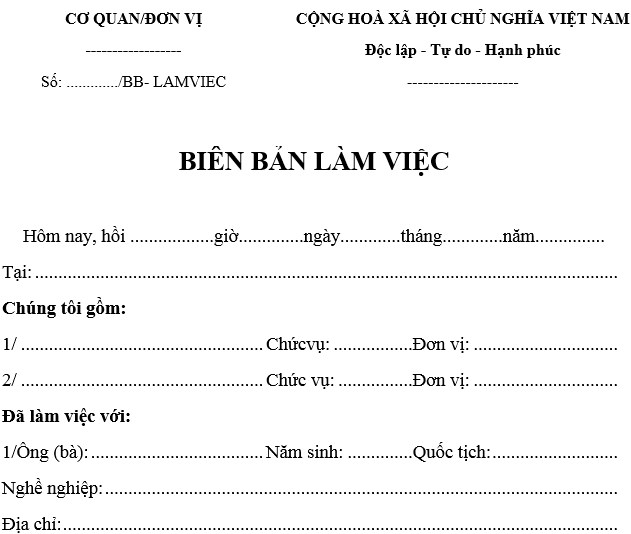 CƠ QUAN/ĐƠN VỊ
CỘNG HOÀ XÃ HỘI CHỦ NGHĨA VIỆT NAM
------------------
Độc lập - Tự do - Hạnh phúc
Số: ............./BB- LAMVIEC
---------------------
BIÊN BẢN LÀM VIỆC
Hôm nay, hồi ..................giờ..............ngày.............tháng.............năm...............
Tại: ..............................................................................................................................
Chúng tôi gồm:
1/ .................................................... Chứcvụ: .................Đơn vị: ...............................
2/ .................................................... Chức vụ: ................Đơn vị: ...............................
Đã làm việc với:
1/Ông (bà): ..................................... Năm sinh: ..............Quốc tịch:...........................
Nghề nghiệp: ...............................................................................................................
Địa chỉ: ........................................................................................................................